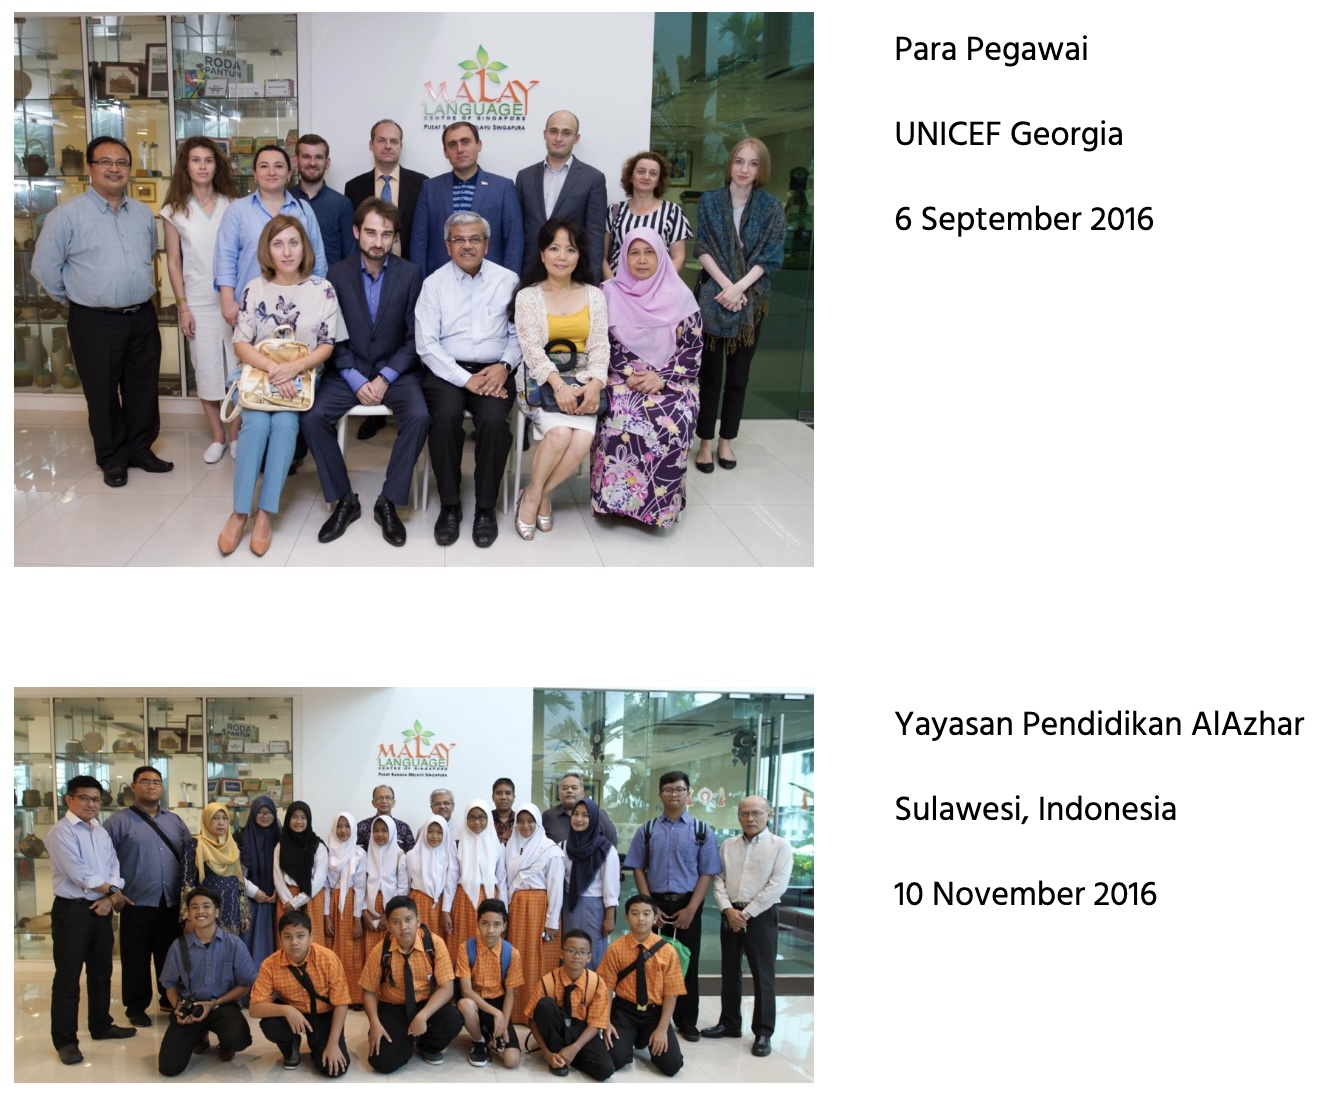 RODA
PANTUN
MALAY
LANGUAGE
CENTRE OF SINGAPORE
Para Pegawai
UNICEF Georgia
6 September 2016
RODA
PANTUN
MALAY
LANGUAGE
CENTRE OF SINGAPORE
PUSAT BAHASA MELAYU SINGAPURA
Yayasan Pendidikan AlAzhar
Sulawesi, Indonesia
10 November 2016